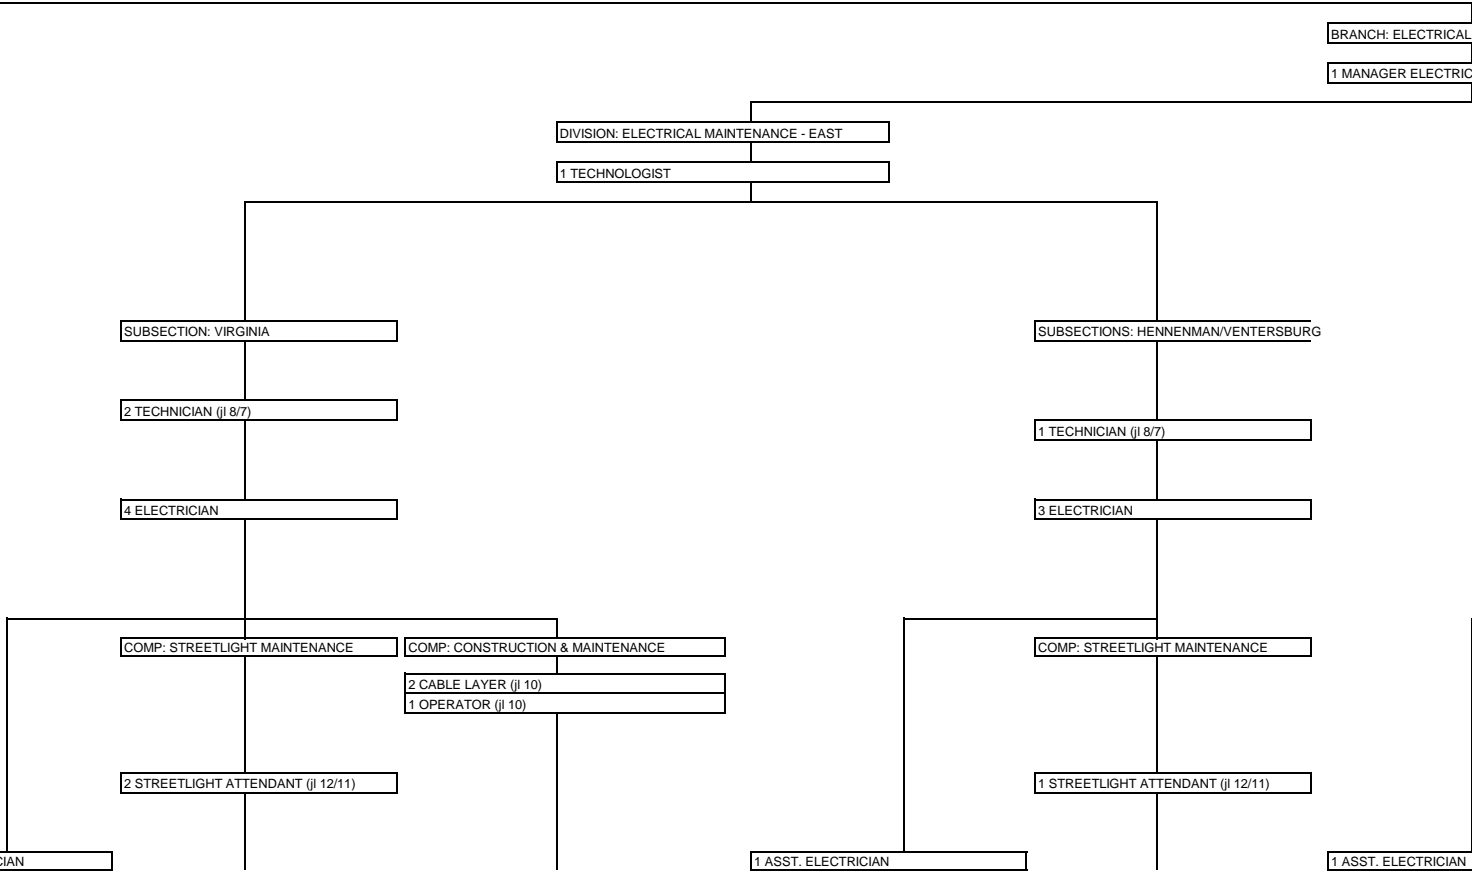 BRANCH: ELECTRICAL
1 MANAGER ELECTRIC
DIVISION: ELECTRICAL MAINTENANCE - EAST
1 TECHNOLOGIST
SUBSECTION: VIRGINIA
SUBSECTIONS: HENNENMAN/VENTERSBURG
2 TECHNICIAN (jl 8/7)
1 TECHNICIAN (jl 8/7)
4 ELECTRICIAN
3 ELECTRICIAN
COMP: STREETLIGHT MAINTENANCE
COMP: CONSTRUCTION & MAINTENANCE
COMP: STREETLIGHT MAINTENANCE
2 CABLE LAYER (jl 10)
1 OPERATOR (jl 10)
2 STREETLIGHT ATTENDANT (jl 12/11)
1 STREETLIGHT ATTENDANT (jl 12/11)
CIAN
1 ASST. ELECTRICIAN
1 ASST. ELECTRICIAN